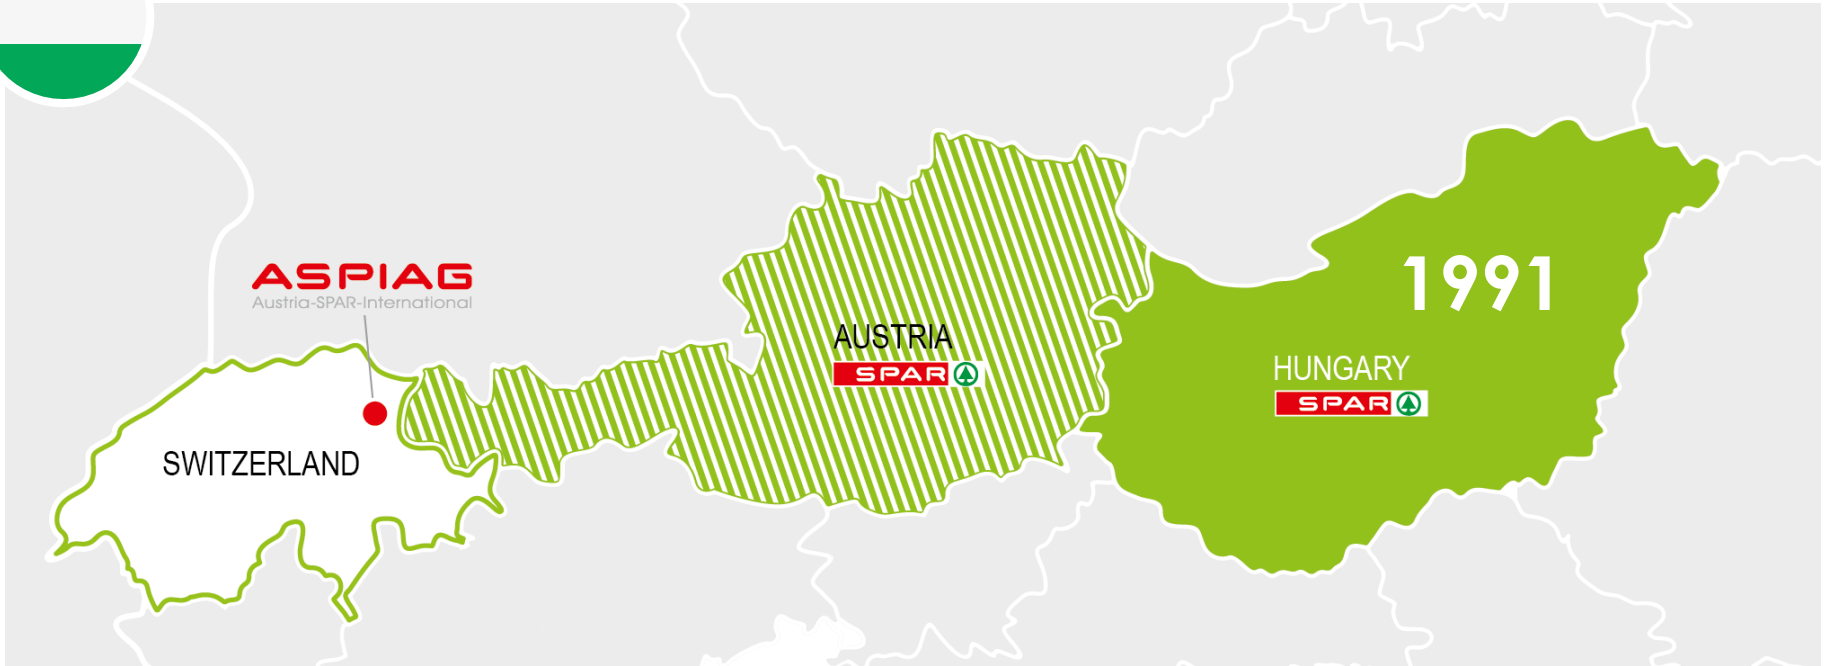 ASPIAG
Austria-SPAR-International
SWITZERLAND
AUSTRIA
SPAR
1991
HUNGARY
SPAR